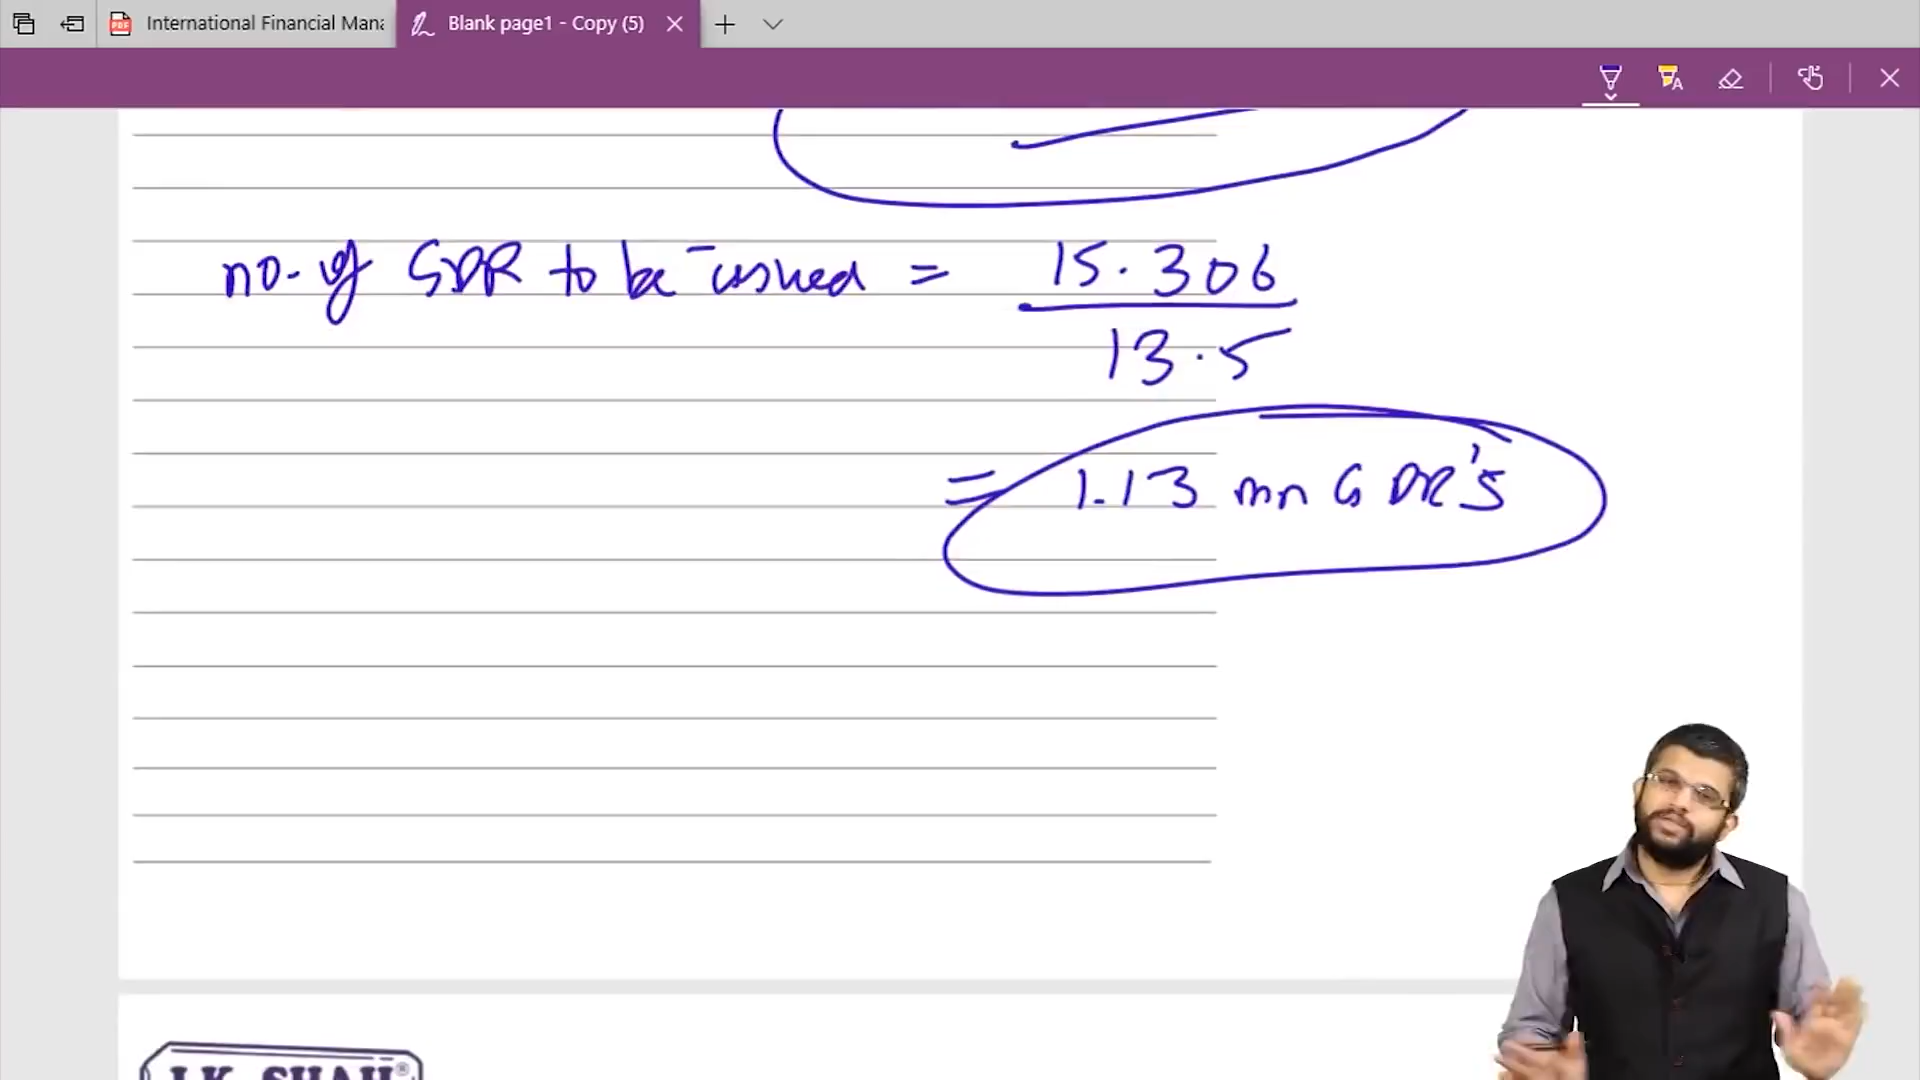 International Financial Mana
Blank page1 - Copy (5)
no. of GDR to be issued = 15.306
13.5
= 1.13 mn GDR's
J.K. SHAH®